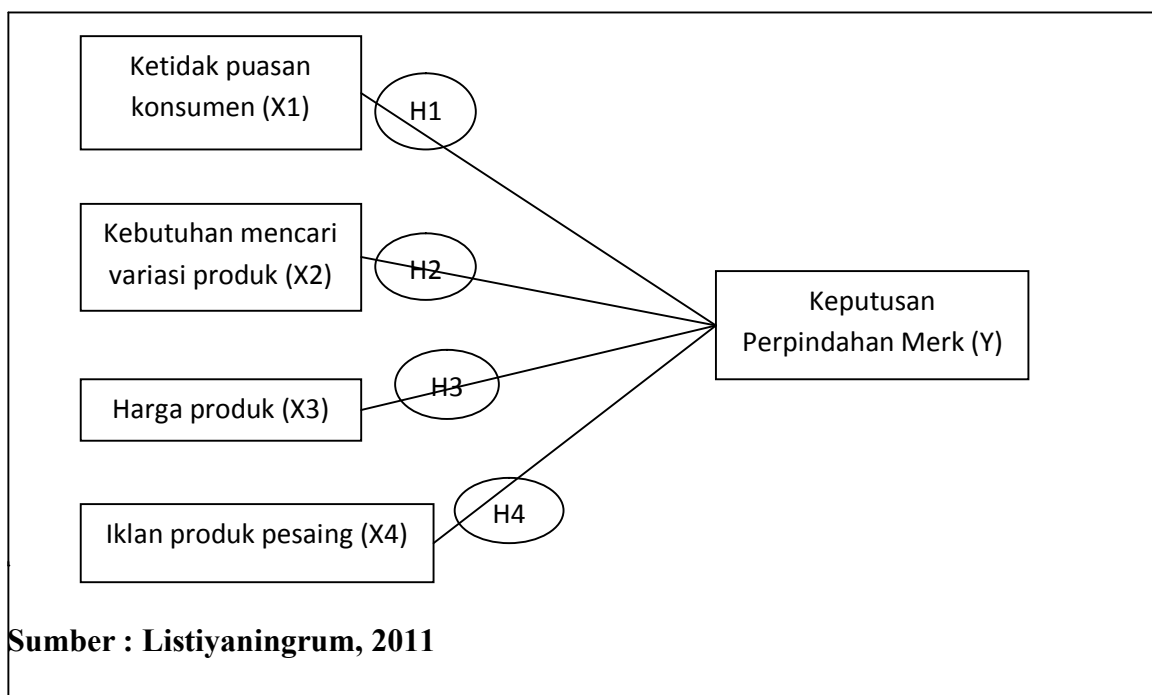 Ketidak puasan
konsumen (X1)
H1
Kebutuhan mencari
variasi produk (X2)
H2
Keputusan
Perpindahan Merk (Y)
Harga produk (X3)
H3
Iklan produk pesaing (X4)
H4
Sumber : Listiyaningrum, 2011